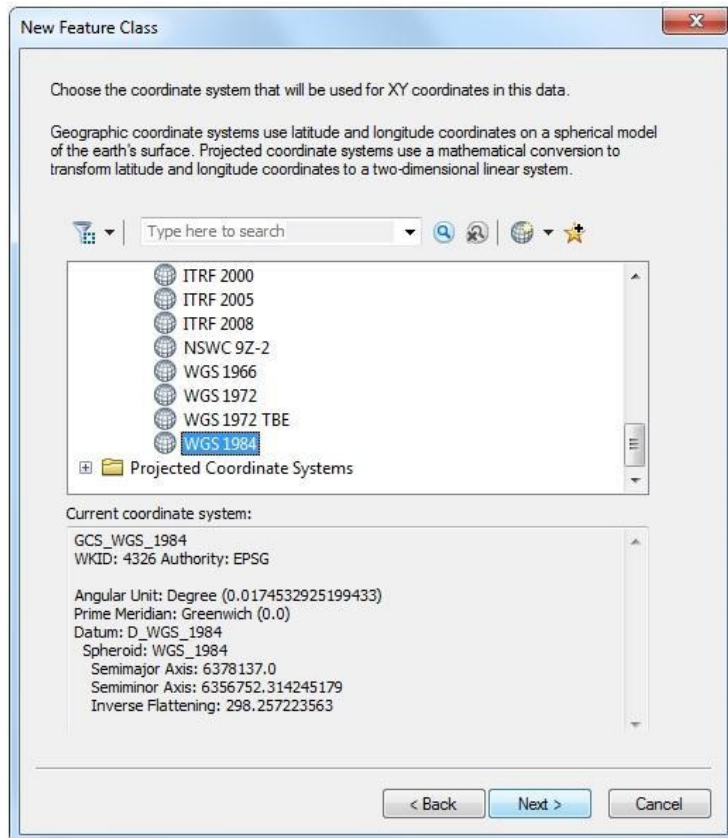 New Feature Class
Choose the coordinate system that will be used for XY coordinates in this data.
Geographic coordinate systems use latitude and longitude coordinates on a spherical model
of the earth's surface. Projected coordinate systems use a mathematical conversion to
transform latitude and longitude coordinates to a two-dimensional linear system.
Type here to search
ITRF 2000
ITRF 2005
ITRF 2008
NSWC 9Z-2
WGS 1966
WGS 1972
WGS 1972 TBE
WGS 1984
Projected Coordinate Systems
Current coordinate system:
GCS_WGS_1984
WKID: 4326 Authority: EPSG
Angular Unit: Degree (0.0174532925199433)
Prime Meridian: Greenwich (0.0)
Datum: D_WGS_1984
Spheroid: WGS_1984
Semimajor Axis: 6378137.0
Semiminor Axis: 6356752.314245179
Inverse Flattening: 298.257223563
< Back Next > Cancel